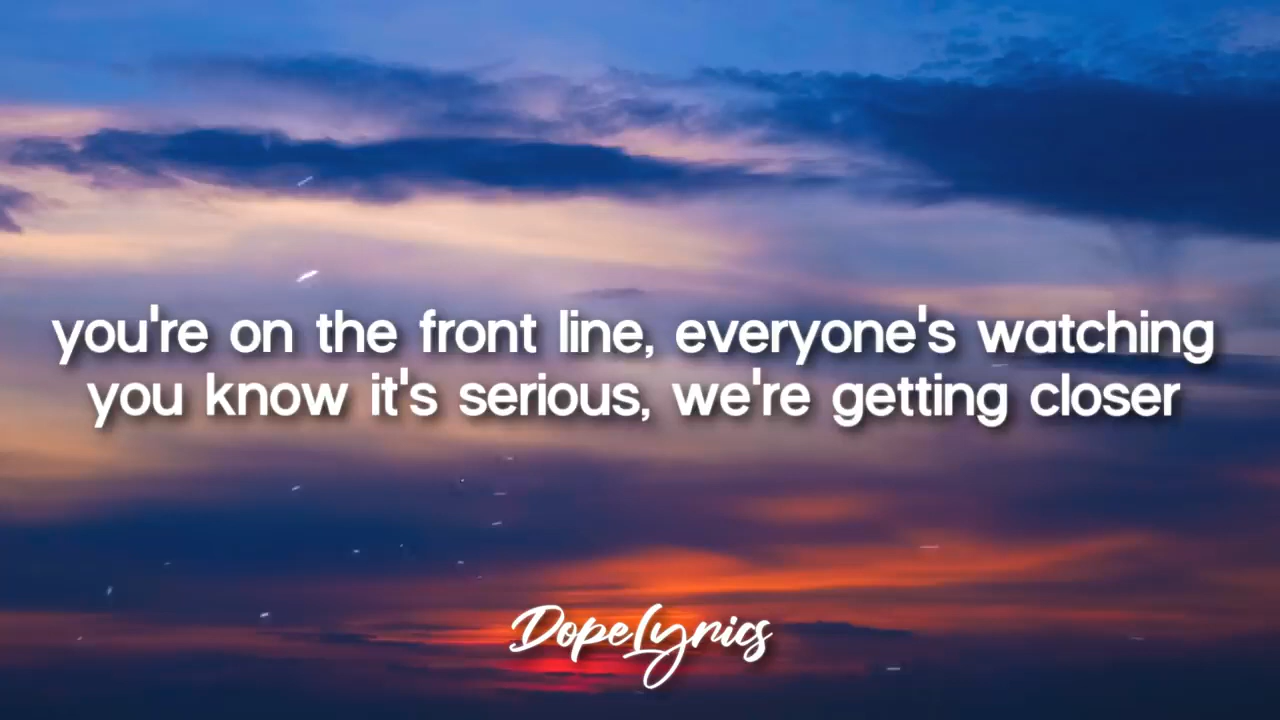 you're on the front line, everyone's watching
you know it's serious, we're getting closer
DopeLyrics